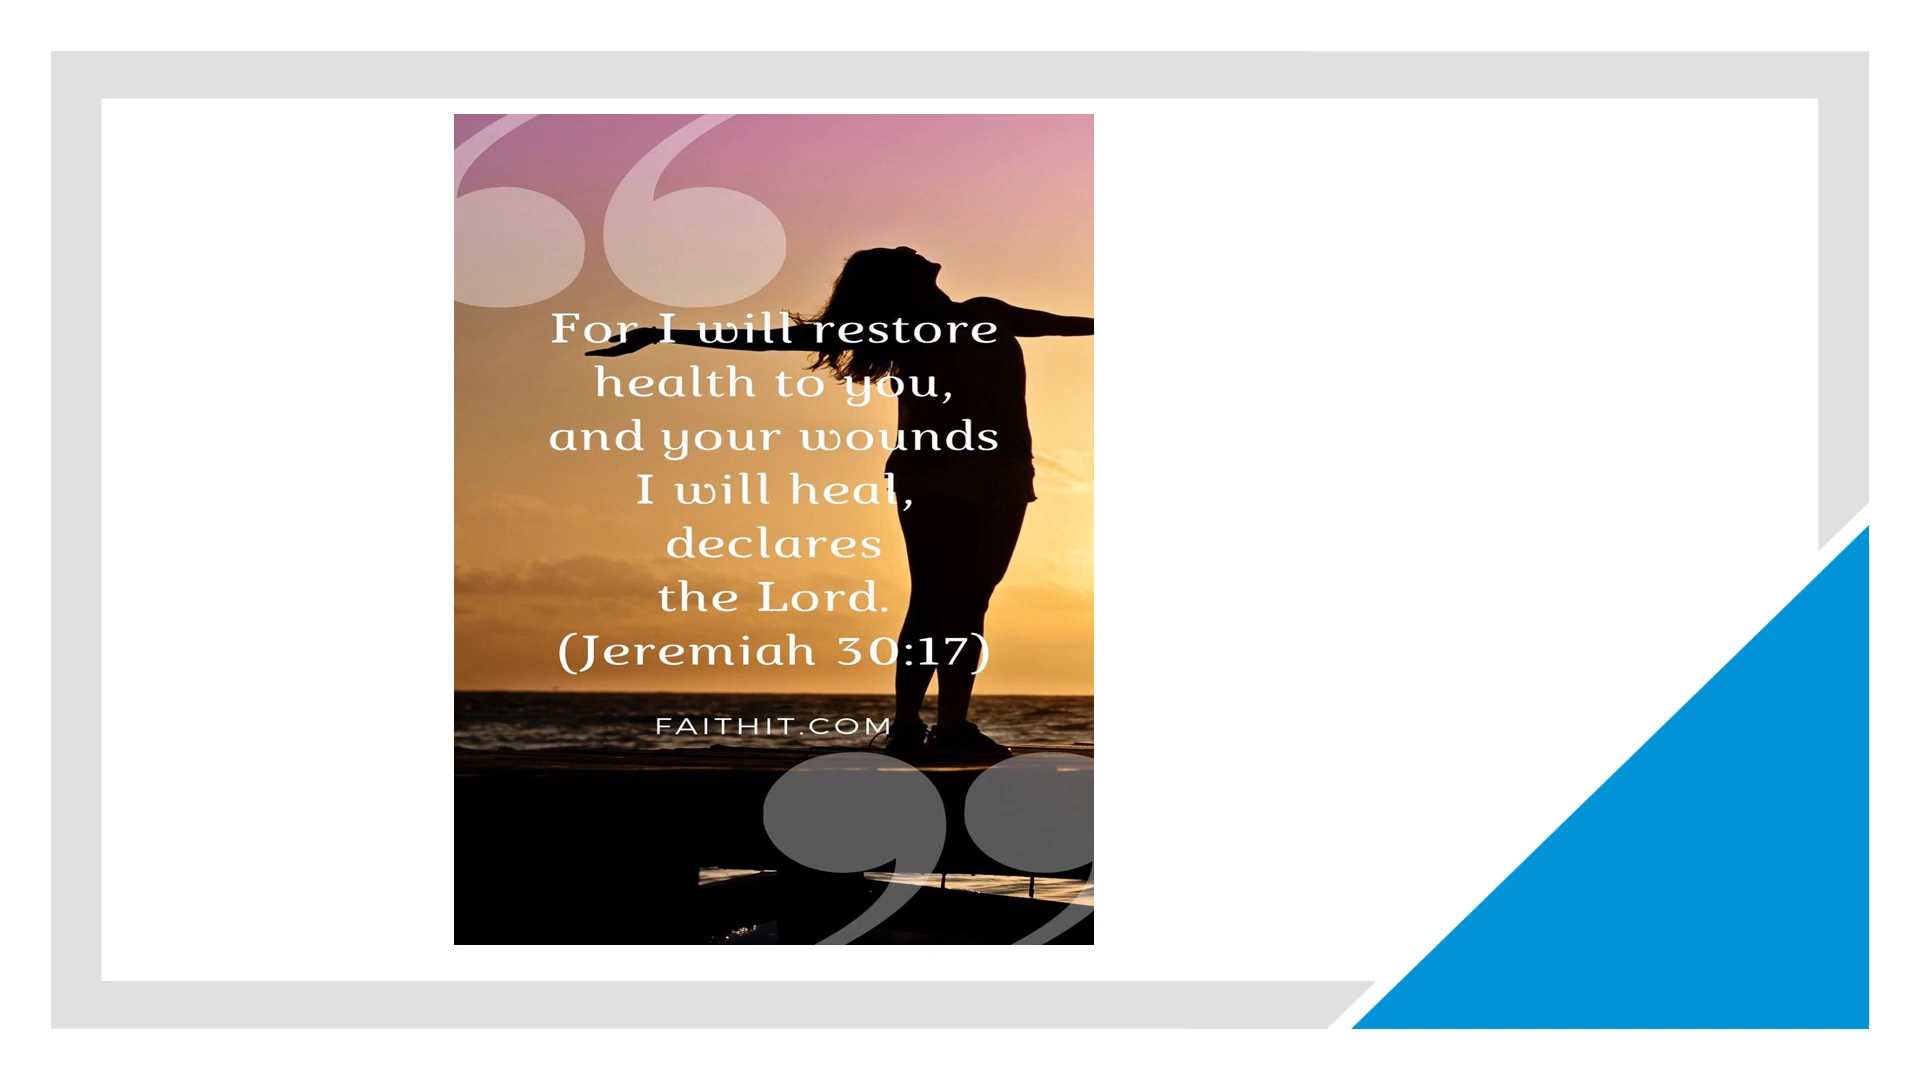 For I will restore
health to you,
and your wounds
I will heal,
declares
the Lord.
(Jeremiah 30:17)
FAITHIT.COM